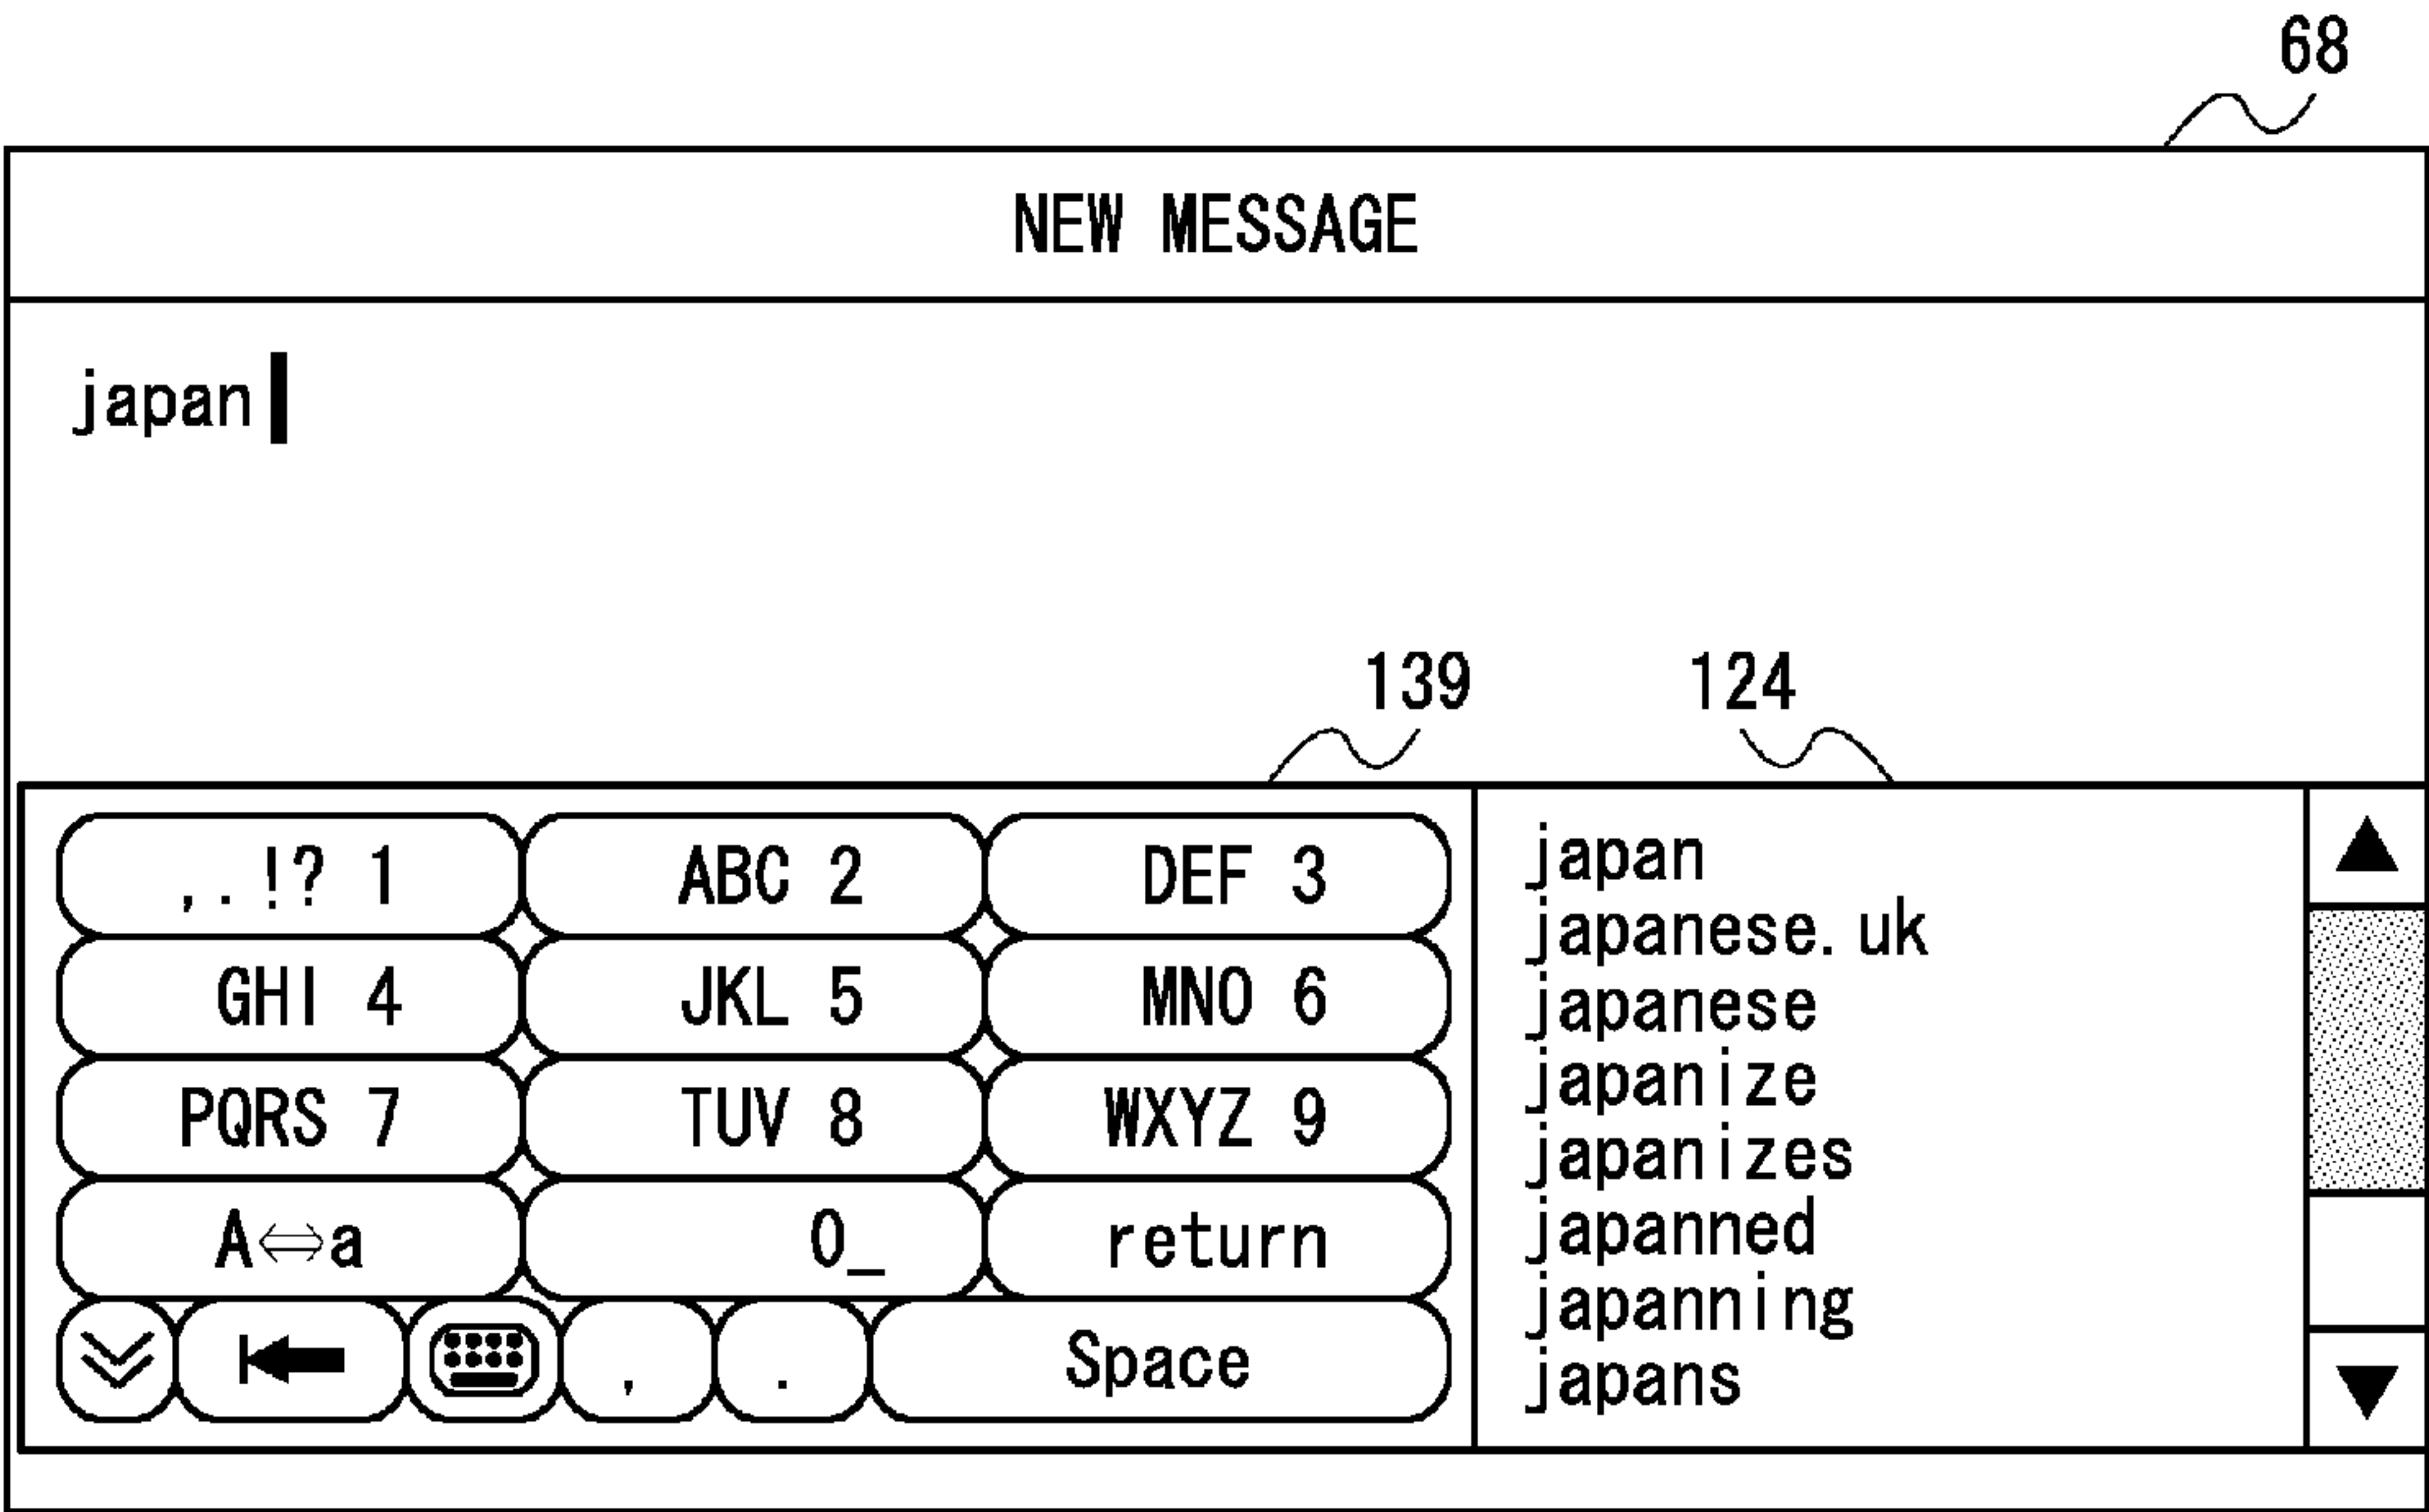 68
NEW MESSAGE
japan
139
124
,.!? 1
ABC 2
DEF 3
GHI 4
JKL 5
MNO 6
PQRS 7
TUV 8
WXYZ 9
A⇔a
0_
return
,
.
Space
japan
japanese.uk
japanese
japanize
japanizes
japanned
japanning
japans